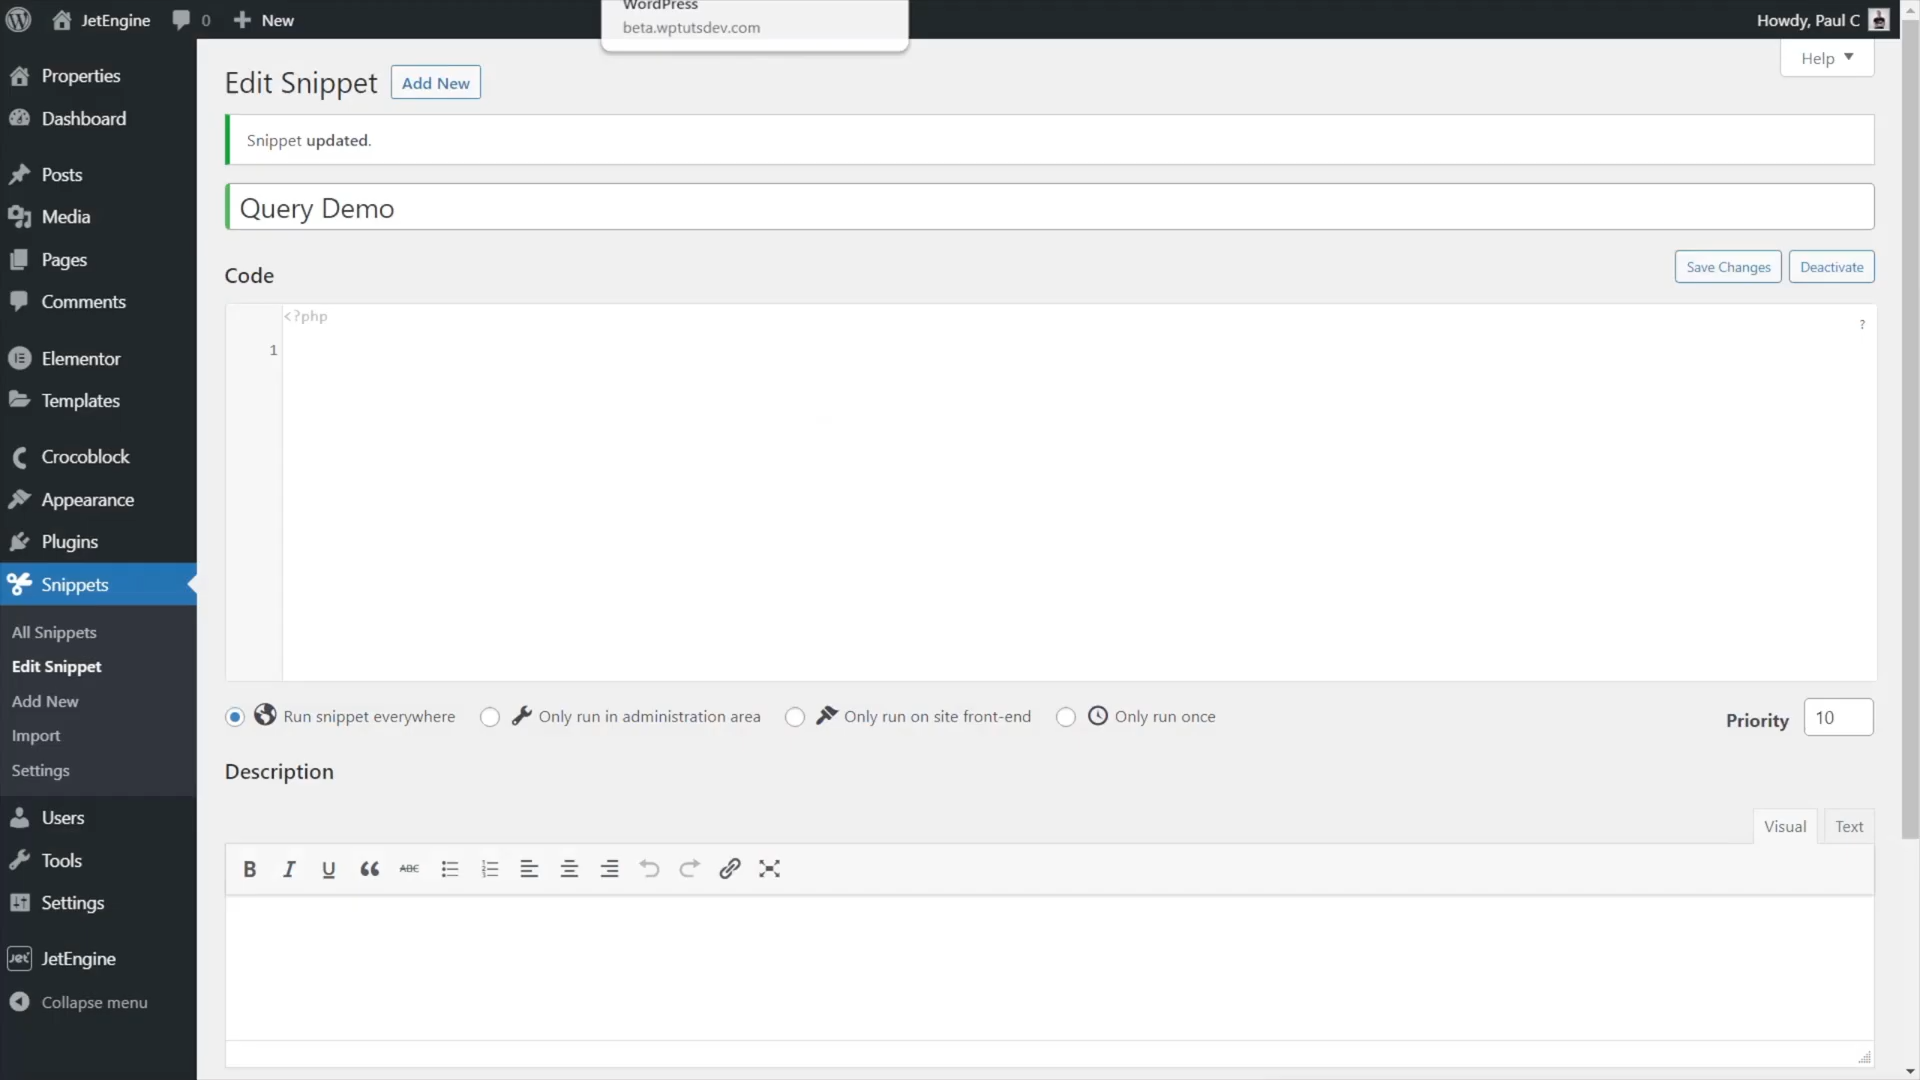 WordPress
beta.wptutsdev.com
JetEngine
0
New
Howdy, Paul C
Help
Properties
Dashboard
Posts
Media
Pages
Comments
Elementor
Templates
Crocoblock
Appearance
Plugins
Snippets
All Snippets
Edit Snippet
Add New
Import
Settings
Users
Tools
Settings
Jet
JetEngine
Collapse menu
Edit Snippet
Add New
Snippet updated.
Query Demo
Code
Save Changes
Deactivate
<?php
?
1
Run snippet everywhere
Only run in administration area
Only run on site front-end
Only run once
Priority
10
Description
Visual
Text
B I U ABC